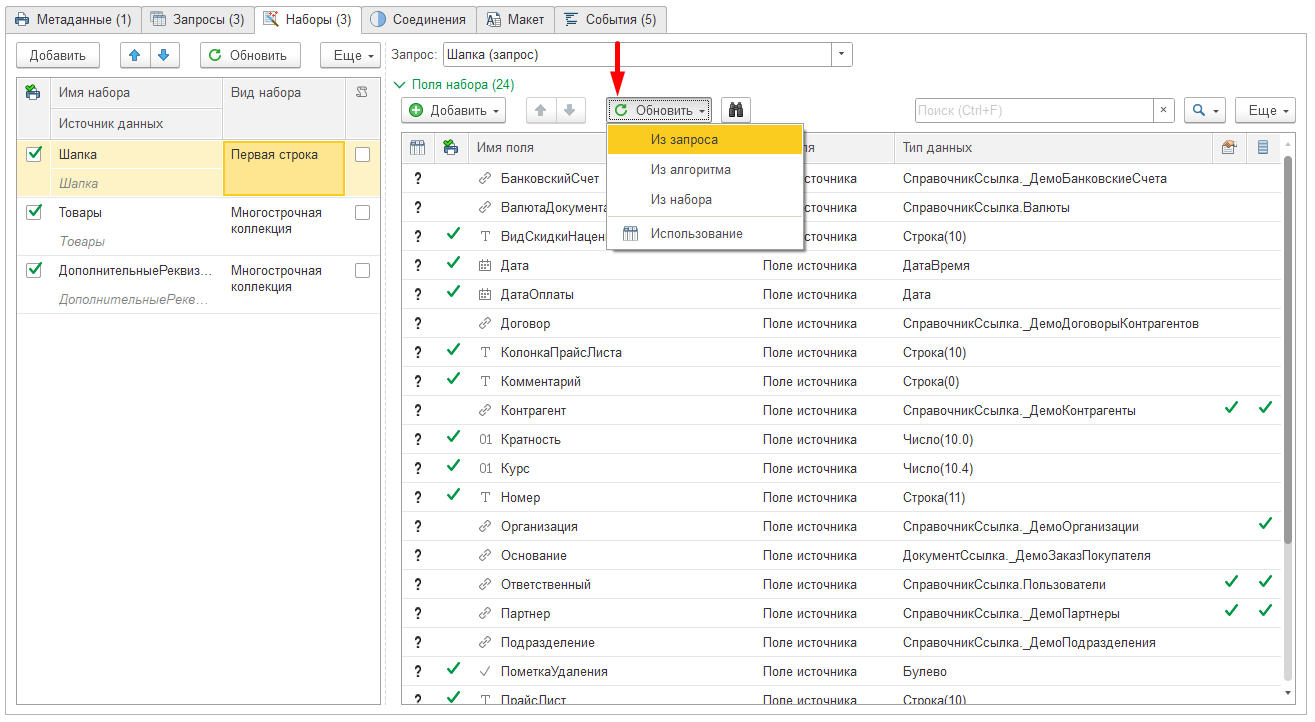 Метаданные (1) Запросы (3) Наборы (3) Соединения Макет События (5)
Добавить Обновить Еще
Имя набора Вид набора
Источник данных
Шапка Первая строка
Шапка
Товары Многострочная
коллекция
Товары
ДополнительныеРеквиз... Многострочная
коллекция
ДополнительныеРекве...
Запрос: Шапка (запрос)
Поля набора (24)
Добавить Обновить Поиск (Ctrl+F) × Еще
Из запроса
Из алгоритма
Из набора
Использование
Имя поля ля Тип данных
? БанковскийСчет сточника СправочникСсылка._ДемоБанковскиеСчета
? ВалютаДокумента сточника СправочникСсылка.Валюты
? T ВидСкидкиНацен сточника Строка(10)
? Дата Поле источника ДатаВремя
? ДатаОплаты Поле источника Дата
? Договор Поле источника СправочникСсылка._ДемоДоговорыКонтрагентов
? T КолонкаПрайсЛиста Поле источника Строка(10)
? T Комментарий Поле источника Строка(0)
? Контрагент Поле источника СправочникСсылка._ДемоКонтрагенты
? 01 Кратность Поле источника Число(10.0)
? 01 Курс Поле источника Число(10.4)
? T Номер Поле источника Строка(11)
? Организация Поле источника СправочникСсылка._ДемоОрганизации
? Основание Поле источника ДокументСсылка._ДемоЗаказПокупателя
? Ответственный Поле источника СправочникСсылка.Пользователи
? Партнер Поле источника СправочникСсылка._ДемоПартнеры
? Подразделение Поле источника СправочникСсылка._ДемоПодразделения
? ПометкаУдаления Поле источника Булево
? T ПрайсЛист Поле источника Строка(10)